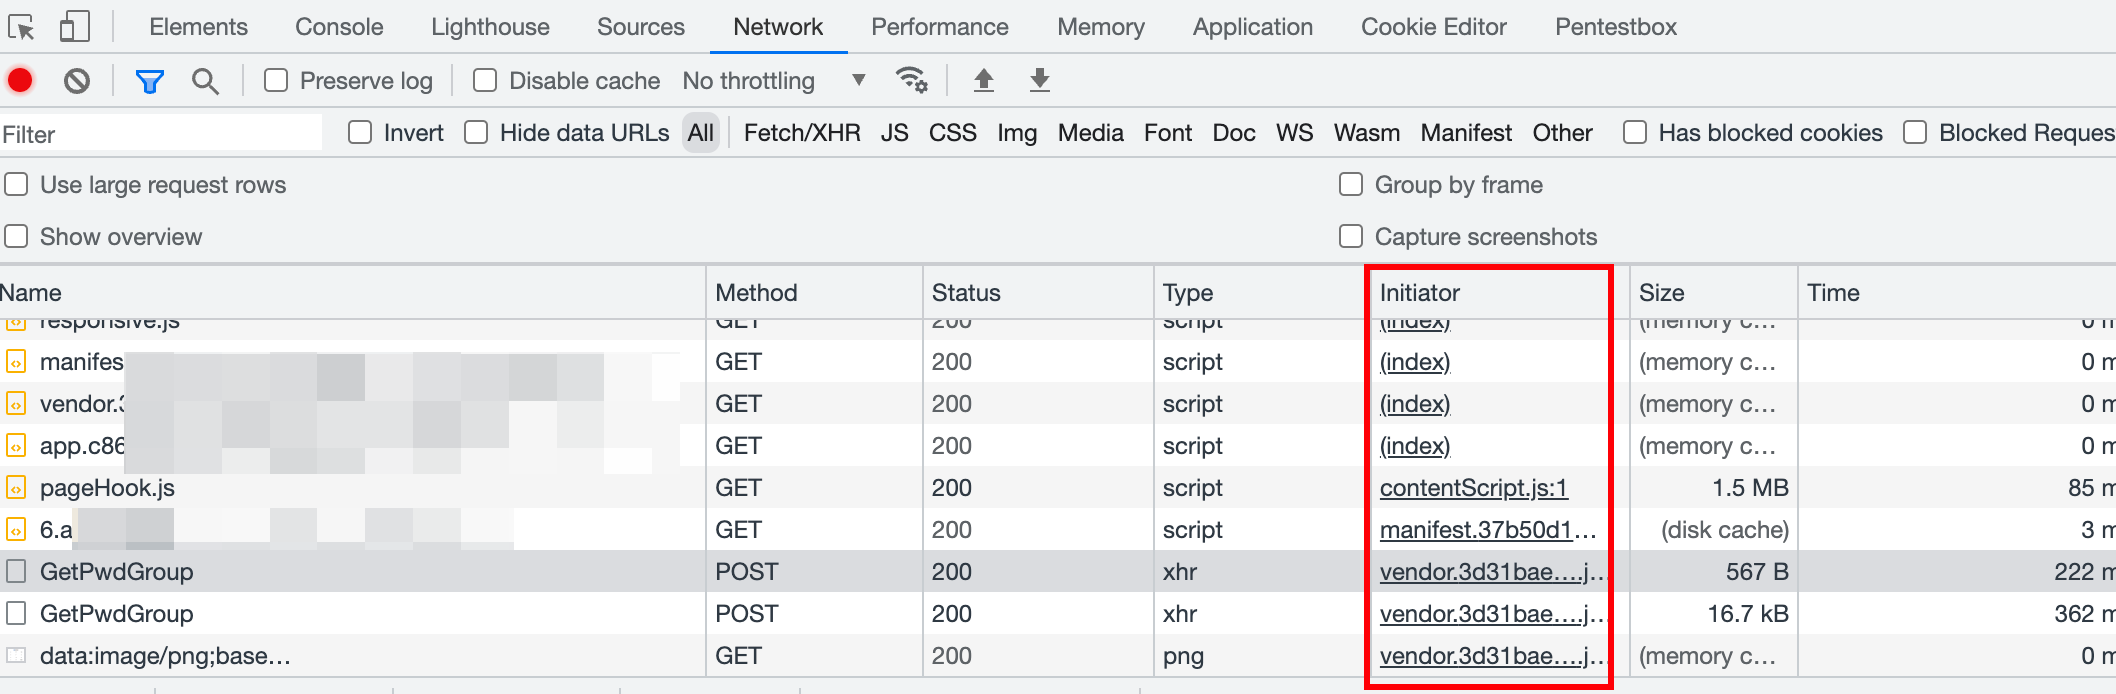 Elements Console Lighthouse Sources Network Performance Memory Application Cookie Editor Pentestbox
Preserve log Disable cache No throttling
Filter Invert Hide data URLs All Fetch/XHR JS CSS Img Media Font Doc WS Wasm Manifest Other Has blocked cookies Blocked Reques
Use large request rows Group by frame
Show overview Capture screenshots
Name Method Status Type Initiator Size Time
responsive.js GET 200 script (index) (memory c... 0 m
manifes GET 200 script (index) (memory c... 0 m
vendor.3 GET 200 script (index) (memory c... 0 m
app.c86 GET 200 script (index) (memory c... 0 m
pageHook.js GET 200 script contentScript.js:1 1.5 MB 85 m
6.a GET 200 script manifest.37b50d1... (disk cache) 3 m
GetPwdGroup POST 200 xhr vendor.3d31bae....j... 567 B 222 m
GetPwdGroup POST 200 xhr vendor.3d31bae....j... 16.7 kB 362 m
data:image/png;base... GET 200 png vendor.3d31bae....j... (memory c... 0 m